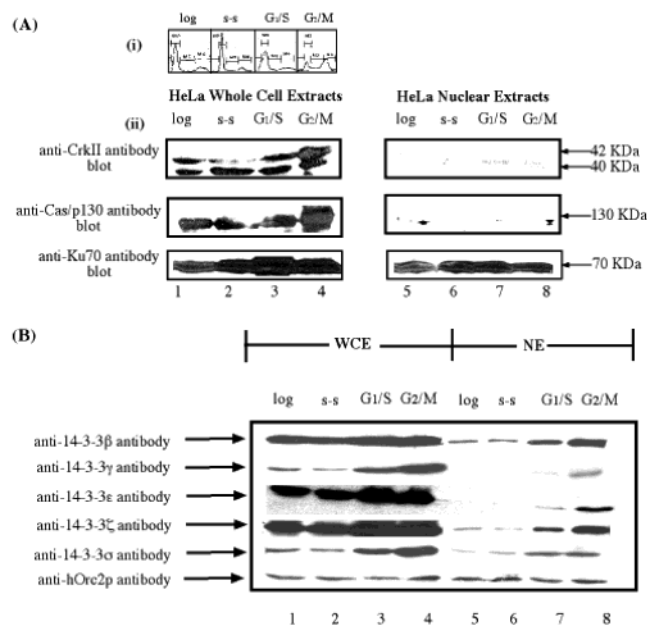 (A)
log s-s G1/S G2/M
(i)
HeLa Whole Cell Extracts HeLa Nuclear Extracts
(ii) log s-s G1/S G2/M log s-s G1/S G2/M
anti-CrkII antibody blot
42 KDa
40 KDa
anti-Cas/p130 antibody blot
130 KDa
anti-Ku70 antibody blot
70 KDa
1 2 3 4 5 6 7 8
(B)
WCE NE
log s-s G1/S G2/M log s-s G1/S G2/M
anti-14-3-3β antibody
anti-14-3-3γ antibody
anti-14-3-3ε antibody
anti-14-3-3ζ antibody
anti-14-3-3σ antibody
anti-hOrc2p antibody
1 2 3 4 5 6 7 8